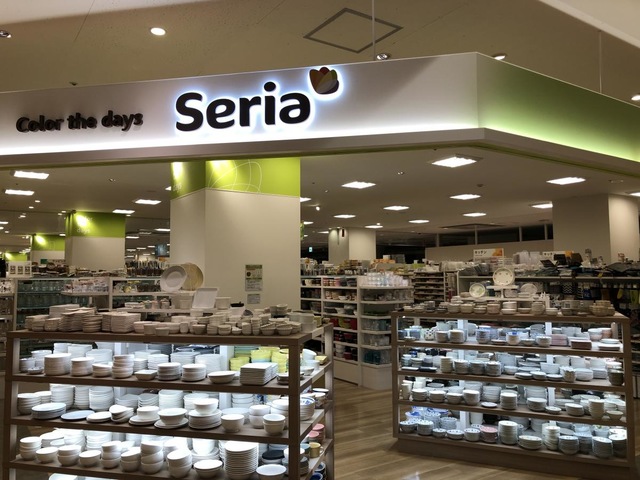 Color the days
Seria